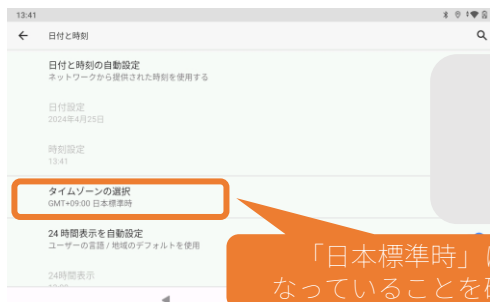 13:41
日付と時刻
日付と時刻の自動設定
ネットワークから提供された時刻を使用する
日付設定
2024年4月25日
時刻設定
13:41
タイムゾーンの選択
GMT+09:00 日本標準時
24 時間表示を自動設定
ユーザーの言語 / 地域のデフォルトを使用
24時間表示
「日本標準時」に
なっていることを確